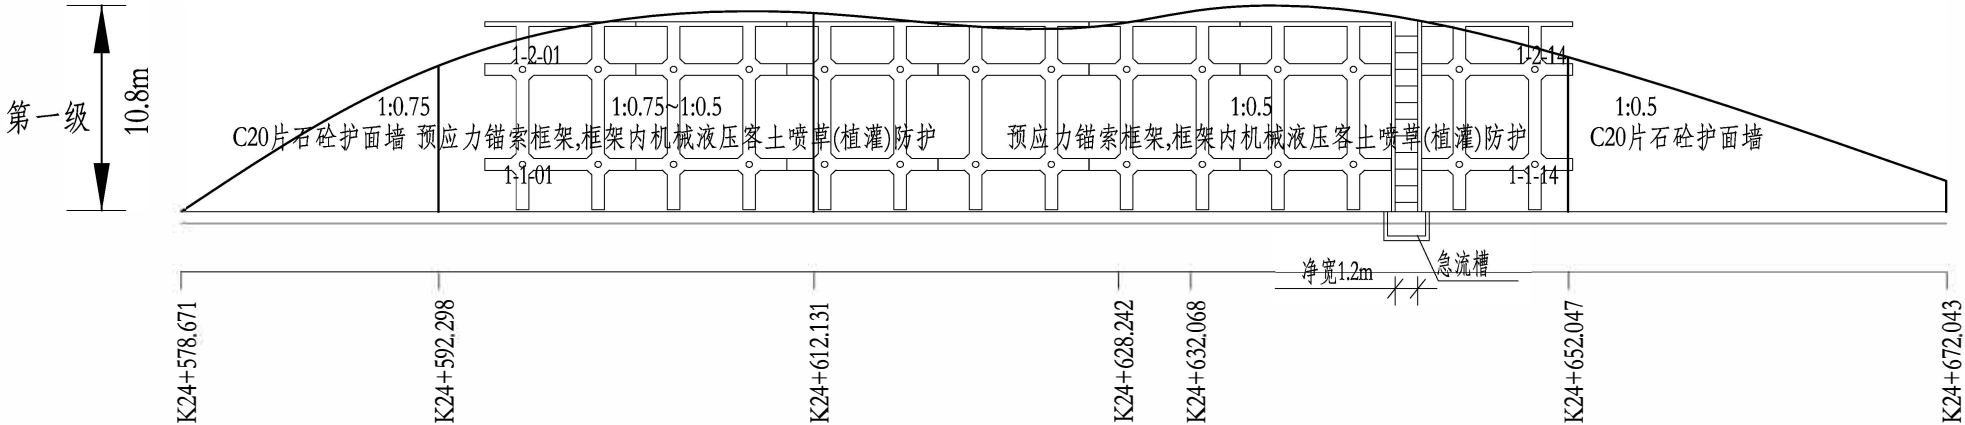 第一级
10.8m
1-2-01
1-2-14
1:0.75
1:0.75~1:0.5
1:0.5
1:0.5
C20片石砼护面墙
预应力锚索框架,框架内机械液压客土喷草(植灌)防护
预应力锚索框架,框架内机械液压客土喷草(植灌)防护
C20片石砼护面墙
1-1-01
1-1-14
净宽1.2m
急流槽
K24+578.671
K24+592.298
K24+612.131
K24+628.242
K24+632.068
K24+652.047
K24+672.043